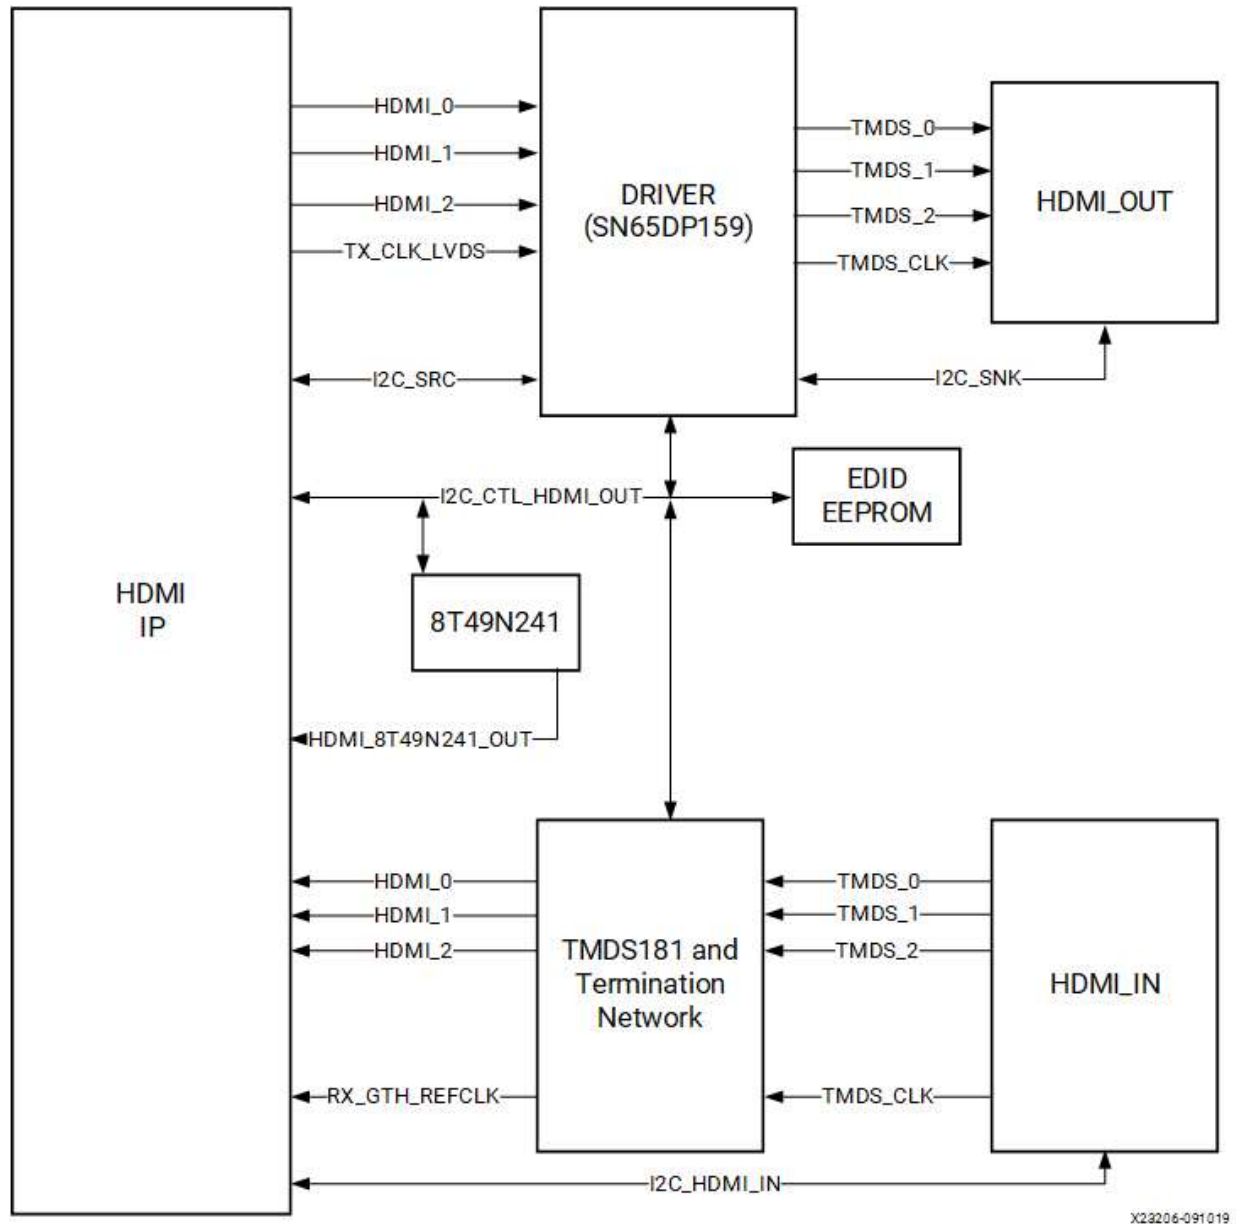 HDMI_0
HDMI_1
HDMI_2
TX_CLK_LVDS
I2C_SRC
DRIVER
(SN65DP159)
TMDS_0
TMDS_1
TMDS_2
TMDS_CLK
I2C_SNK
HDMI_OUT
I2C_CTL_HDMI_OUT
EDID
EEPROM
HDMI
IP
8T49N241
HDMI_8T49N241_OUT
HDMI_0
HDMI_1
HDMI_2
RX_GTH_REFCLK
TMDS181 and
Termination
Network
TMDS_0
TMDS_1
TMDS_2
TMDS_CLK
HDMI_IN
I2C_HDMI_IN
X23206-091019